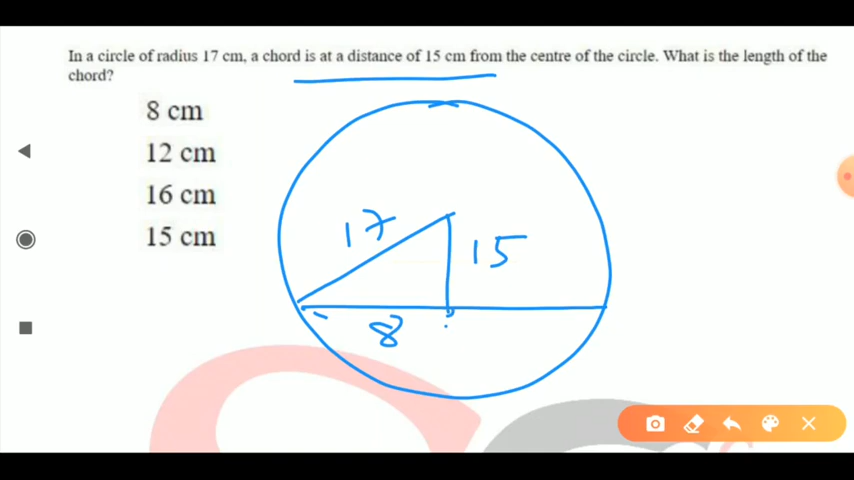 In a circle of radius 17 cm, a chord is at a distance of 15 cm from the centre of the circle. What is the length of the
chord?
8 cm
12 cm
16 cm
15 cm
17
15
8